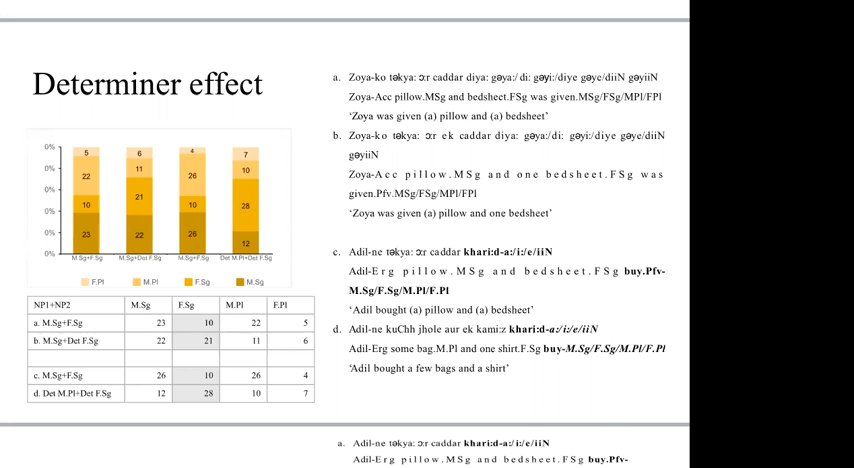 Determiner effect
0%
0%
0%
0%
0%
0%
5
22
10
23
6
11
21
22
4
26
10
26
7
10
28
12
M.Sg+F.Sg M.Sg+Det F.Sg M.Sg+F.Sg Det M.Pl+Det F.Sg
F.Pl M.Pl F.Sg M.Sg
NP1+NP2 M.Sg F.Sg M.Pl F.Pl
a. M.Sg+F.Sg 23 10 22 5
b. M.Sg+Det F.Sg 22 21 11 6
c. M.Sg+F.Sg 26 10 26 4
d. Det M.Pl+Det F.Sg 12 28 10 7
a. Zoya-ko təkya: ɔ:r caddar diya: gəya:/ di: gəyi:/diye gəye/diiN gəyiiN
Zoya-Acc pillow.MSg and bedsheet.FSg was given.MSg/FSg/MPl/FPl
‘Zoya was given (a) pillow and (a) bedsheet’
b. Zoya-ko təkya: ɔ:r ek caddar diya: gəya:/di: gəyi:/diye gəye/diiN
gəyiiN
Zoya-Acc pillow.MSg and one bedsheet.FSg was
given.Pfv.MSg/FSg/MPl/FPl
‘Zoya was given (a) pillow and one bedsheet’
c. Adil-ne təkya: ɔ:r caddar khari:d-a:/i:/e/iiN
Adil-Erg pillow.MSg and bedsheet.FSg buy.Pfv-
M.Sg/F.Sg/M.Pl/F.Pl
‘Adil bought (a) pillow and (a) bedsheet’
d. Adil-ne kuChh jhole aur ek kami:z khari:d-a:/i:/e/iiN
Adil-Erg some bag.M.Pl and one shirt.F.Sg buy-M.Sg/F.Sg/M.Pl/F.Pl
‘Adil bought a few bags and a shirt’
a. Adil-ne təkya: ɔ:r caddar khari:d-a:/i:/e/iiN
Adil-Erg pillow.MSg and bedsheet.FSg buy.Pfv-